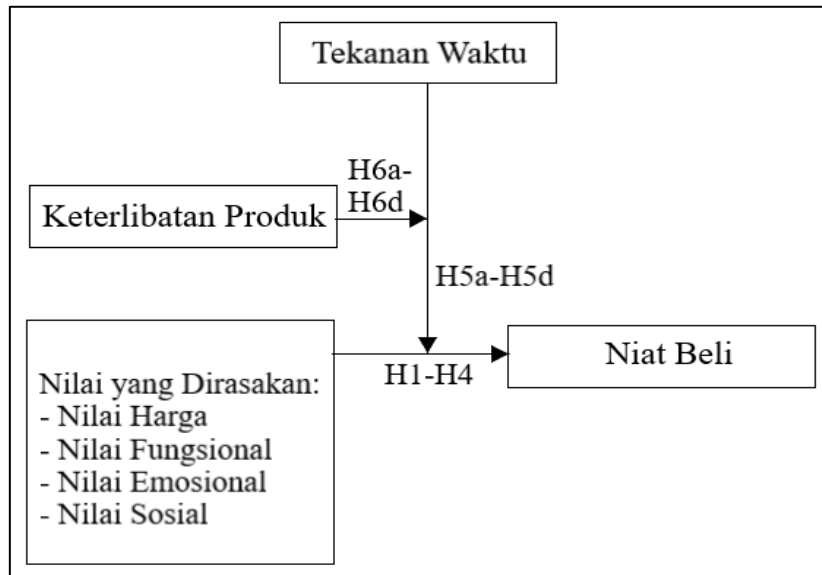 Tekanan Waktu
H6a-
H6d
Keterlibatan Produk
H5a-H5d
Nilai yang Dirasakan:
- Nilai Harga
- Nilai Fungsional
- Nilai Emosional
- Nilai Sosial
H1-H4
Niat Beli